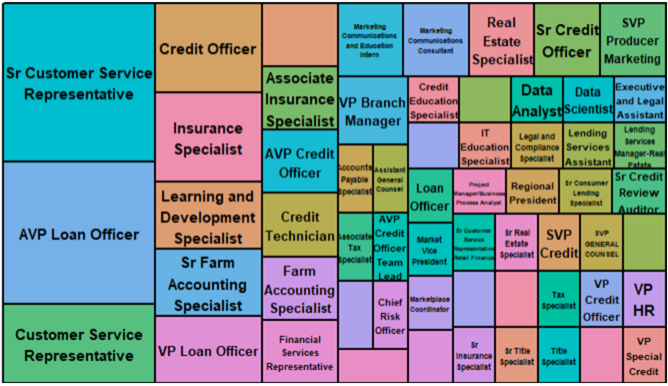 Sr Customer Service
Representative
AVP Loan Officer
Customer Service
Representative
Credit Officer
Insurance
Specialist
Learning and
Development
Specialist
Sr Farm
Accounting
Specialist
VP Loan Officer
Associate
Insurance
Specialist
AVP Credit
Officer
Credit
Technician
Farm
Accounting
Specialist
Financial
Services
Representative
Marketing
Communications
and Education
Intern
Marketing
Communications
Consultant
Real
Estate
Specialist
Sr Credit
Officer
SVP
Producer
Marketing
VP Branch
Manager
Credit
Education
Specialist
Data
Analyst
Data
Scientist
Executive
and Legal
Assistant
IT
Education
Specialist
Legal and
Compliance
Specialist
Lending
Services
Assistant
Lending
Services
Manager-Real
Estate
Accounts
Payable
Specialist
Assistant
General
Counsel
Loan
Officer
Project
Manager/Business
Process Analyst
Regional
President
Sr Consumer
Lending
Specialist
Sr Credit
Review
Auditor
Associate
Tax
Specialist
AVP
Credit
Officer
Team
Lead
Market
Vice
President
Sr Customer
Service
Representative
Retail Finance
Sr Real
Estate
Specialist
SVP
Credit
SVP
GENERAL
COUNSEL
Chief
Risk
Officer
Marketplace
Coordinator
Tax
Specialist
VP
Credit
Officer
VP
HR
Sr
Insurance
Specialist
Sr Title
Specialist
Title
Specialist
VP
Special
Credit